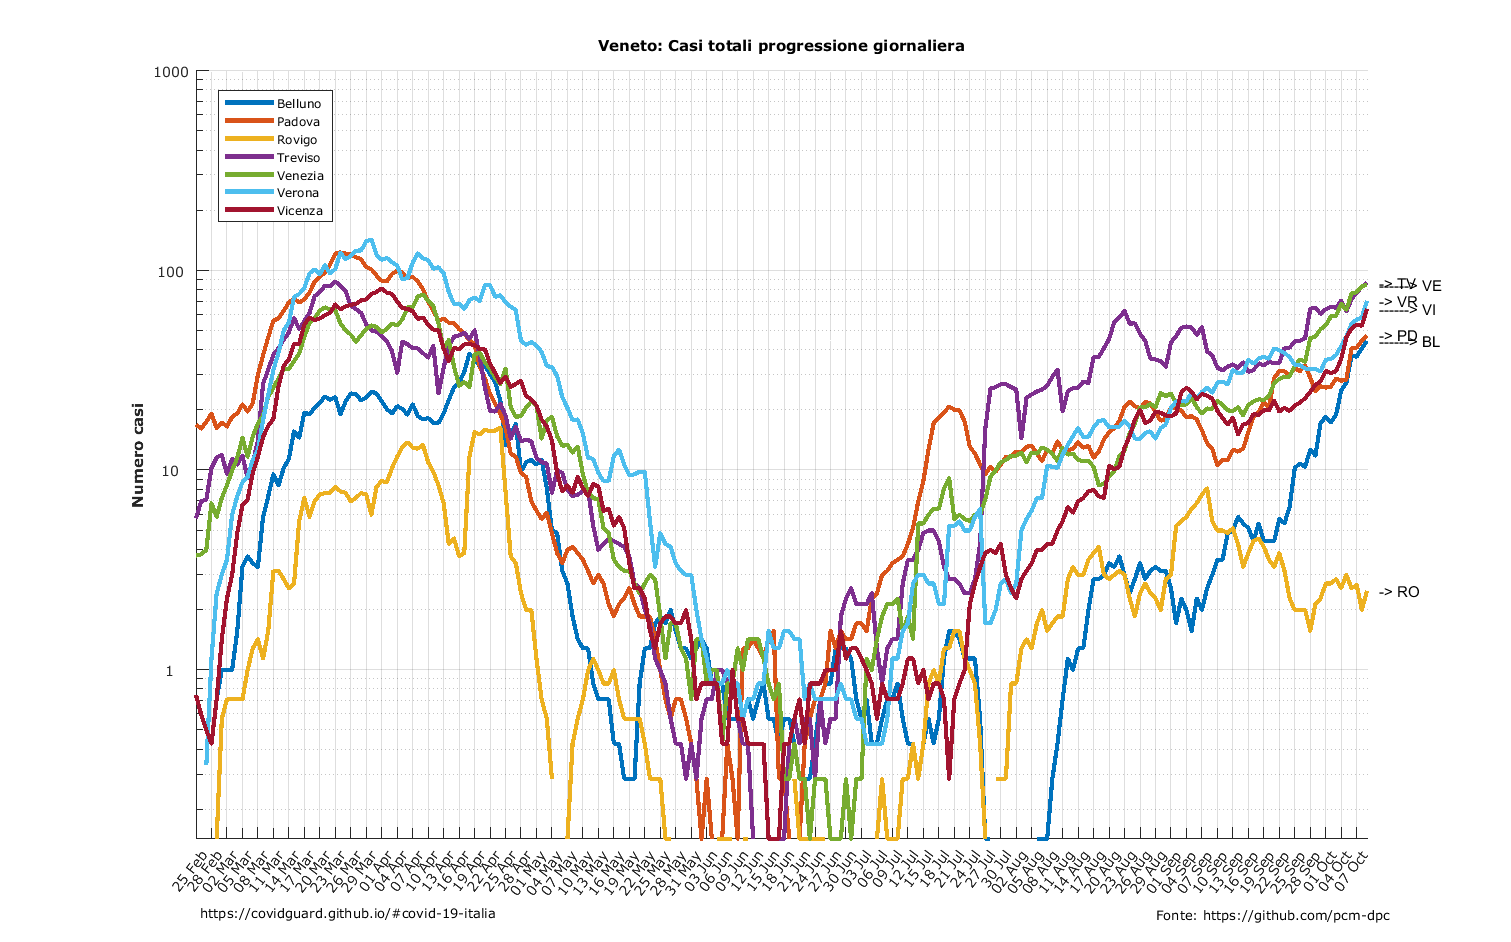 Veneto: Casi totali progressione giornaliera
1000
100
10
1
Numero casi
Belluno
Padova
Rovigo
Treviso
Venezia
Verona
Vicenza
-> TV
------> VE
-> VR
------> VI
-> PD
------> BL
-> RO
25 Feb
28 Feb
02 Mar
05 Mar
08 Mar
11 Mar
14 Mar
17 Mar
20 Mar
23 Mar
26 Mar
29 Mar
01 Apr
04 Apr
07 Apr
10 Apr
13 Apr
16 Apr
19 Apr
22 Apr
25 Apr
28 Apr
01 May
04 May
07 May
10 May
13 May
16 May
19 May
22 May
25 May
28 May
31 May
03 Jun
06 Jun
09 Jun
12 Jun
15 Jun
18 Jun
21 Jun
24 Jun
27 Jun
30 Jun
03 Jul
06 Jul
09 Jul
12 Jul
15 Jul
18 Jul
21 Jul
24 Jul
27 Jul
30 Jul
02 Aug
05 Aug
08 Aug
11 Aug
14 Aug
17 Aug
20 Aug
23 Aug
26 Aug
29 Aug
01 Sep
04 Sep
07 Sep
10 Sep
13 Sep
16 Sep
19 Sep
22 Sep
25 Sep
28 Sep
01 Oct
04 Oct
07 Oct
https://covidguard.github.io/#covid-19-italia
Fonte: https://github.com/pcm-dpc